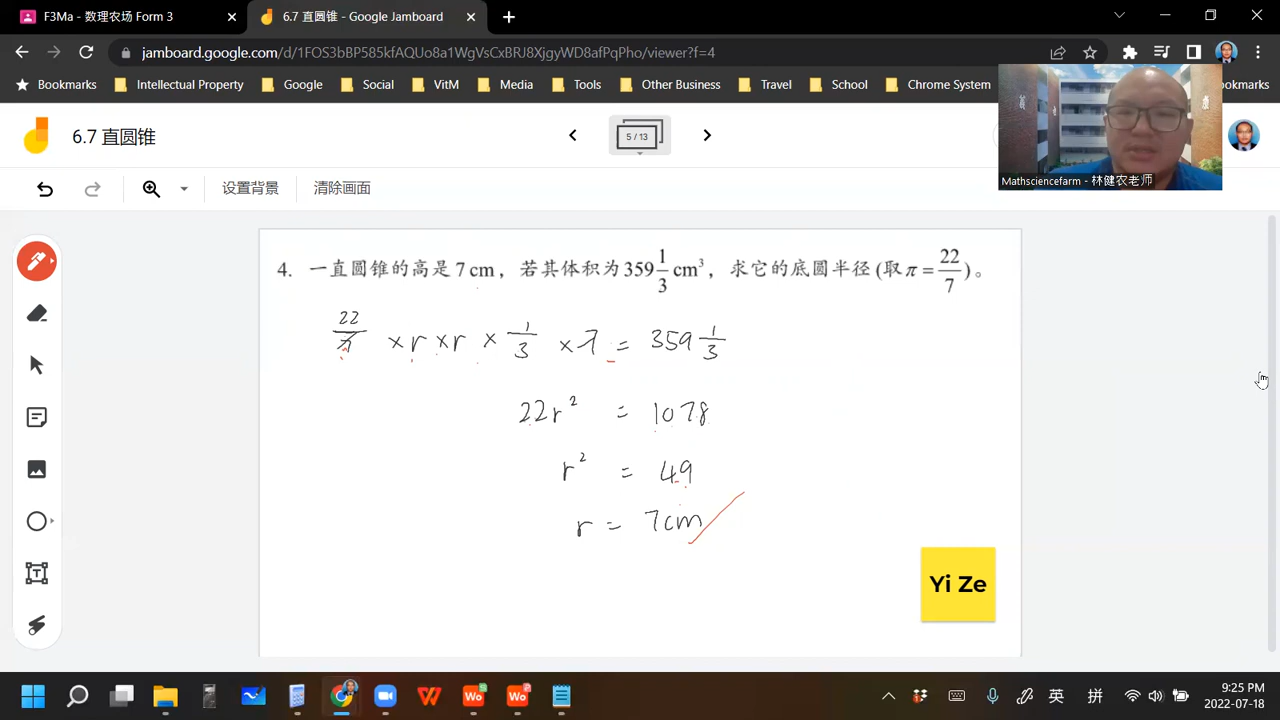 F3Ma - 数理农场 Form 3
6.7 直圆锥 - Google Jamboard
jamboard.google.com/d/1FOS3bBP585kfAQUo8a1WgVsCxBRJ8XjgyWD8afPqPho/viewer?f=4
Bookmarks Intellectual Property Google Social VitM Media Tools Other Business Travel School Chrome System
6.7 直圆锥
5 / 13
设置背景 清除画面
Mathsciencefarm - 林健农老师
4. 一直圆锥的高是 7 cm，若其体积为 359 1/3 cm³，求它的底圆半径 (取 π = 22/7)。
22/7 × r × r × 1/3 × 7 = 359 1/3
22r² = 1078
r² = 49
r = 7cm
Yi Ze
英 拼
9:25 PM
2022-07-18